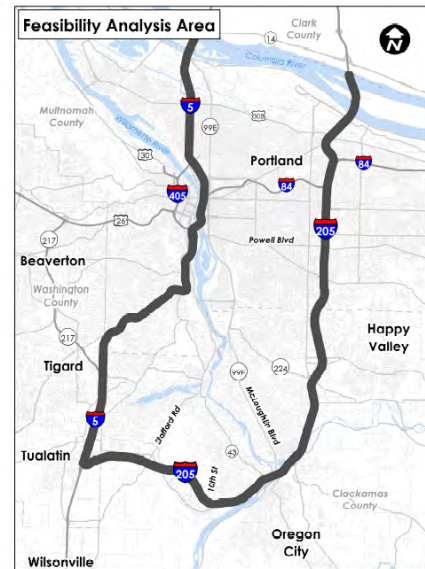 Feasibility Analysis Area
Clark
County
14
Columbia River
N
5
Multnomah
County
Willamette River
99E
30B
30
Portland
84
405
84
26
205
217
Powell Blvd
Beaverton
Washington
County
Happy
Valley
217
Tigard
99E
224
McLoughlin Blvd
Stafford Rd
5
43
Tualatin
10th St
205
Clackamas
County
Oregon
City
Wilsonville